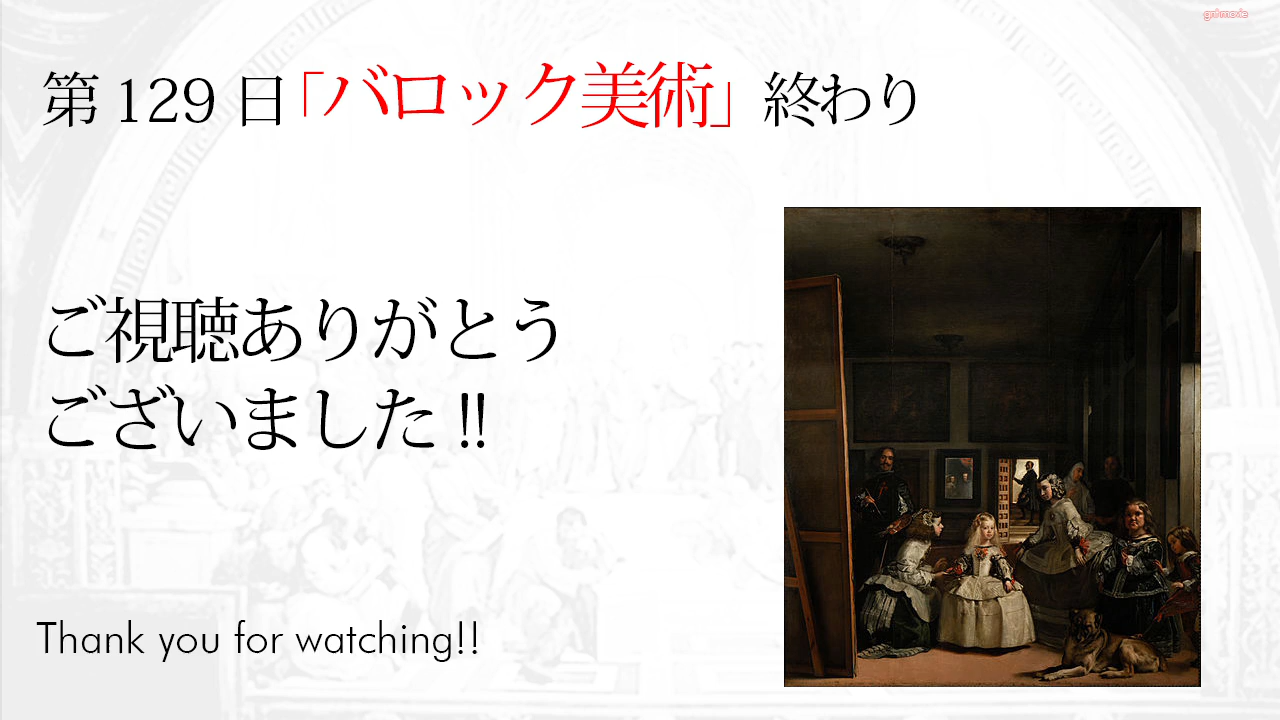 第 129 日「バロック美術」終わり
ご視聴ありがとう
ございました !!
Thank you for watching!!